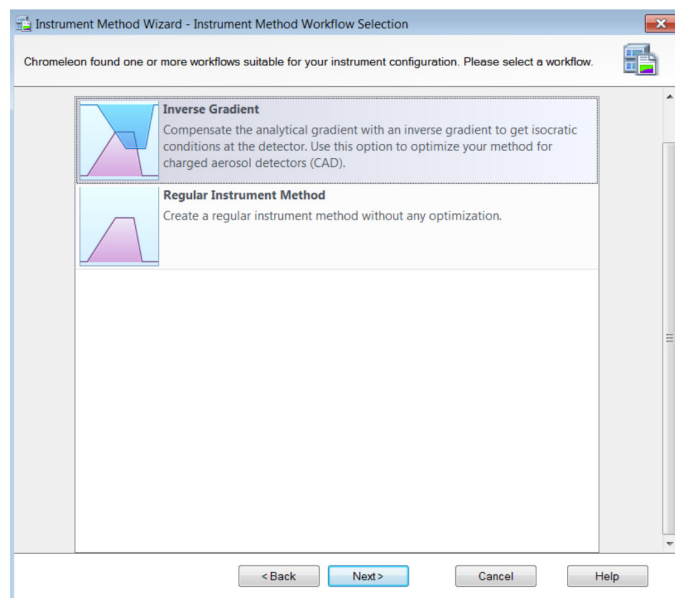 Instrument Method Wizard - Instrument Method Workflow Selection
Chromeleon found one or more workflows suitable for your instrument configuration. Please select a workflow.
Inverse Gradient
Compensate the analytical gradient with an inverse gradient to get isocratic
conditions at the detector. Use this option to optimize your method for
charged aerosol detectors (CAD).
Regular Instrument Method
Create a regular instrument method without any optimization.
< Back Next > Cancel Help